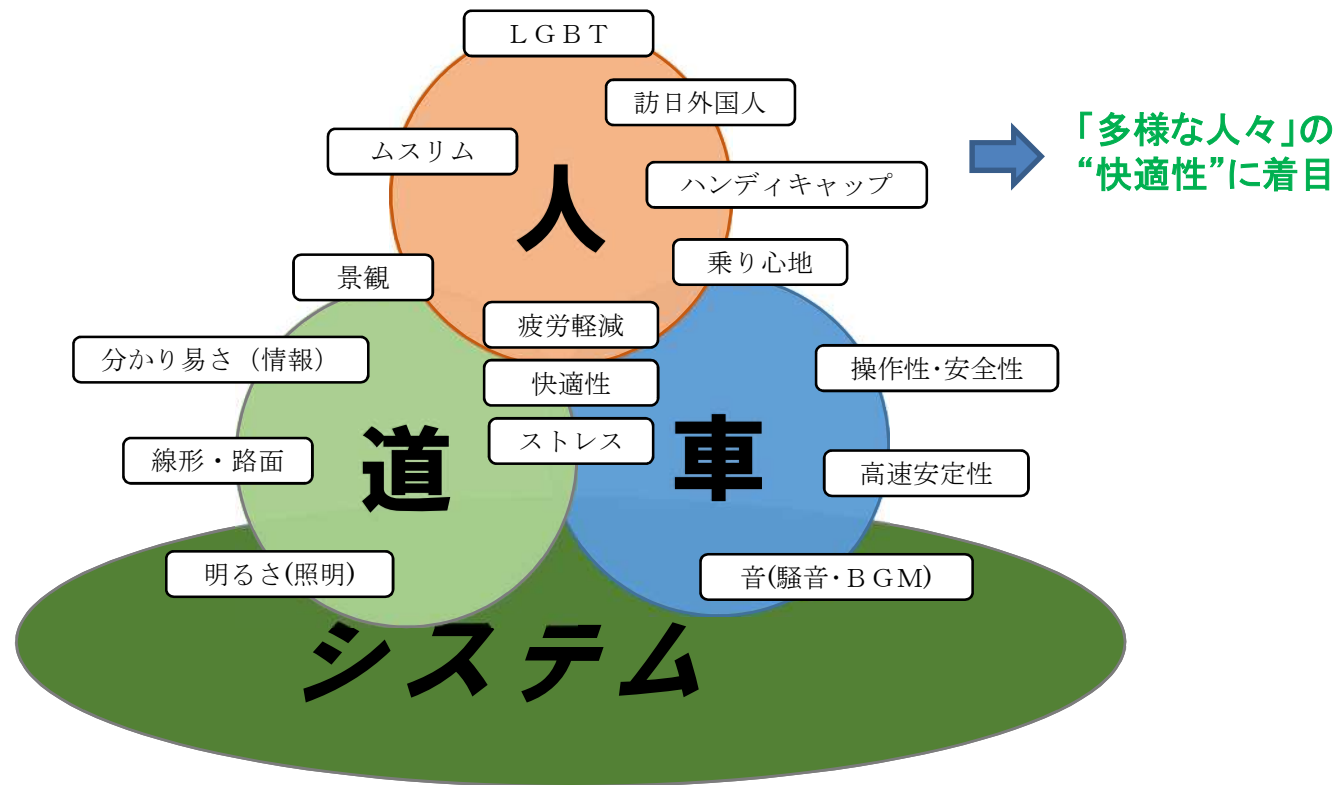 ＬＧＢＴ
訪日外国人
ムスリム
ハンディキャップ
人
「多様な人々」の
“快適性”に着目
景観
乗り心地
疲労軽減
分かり易さ（情報）
快適性
操作性・安全性
ストレス
道
車
線形・路面
高速安定性
明るさ(照明)
音(騒音・ＢＧＭ)
システム